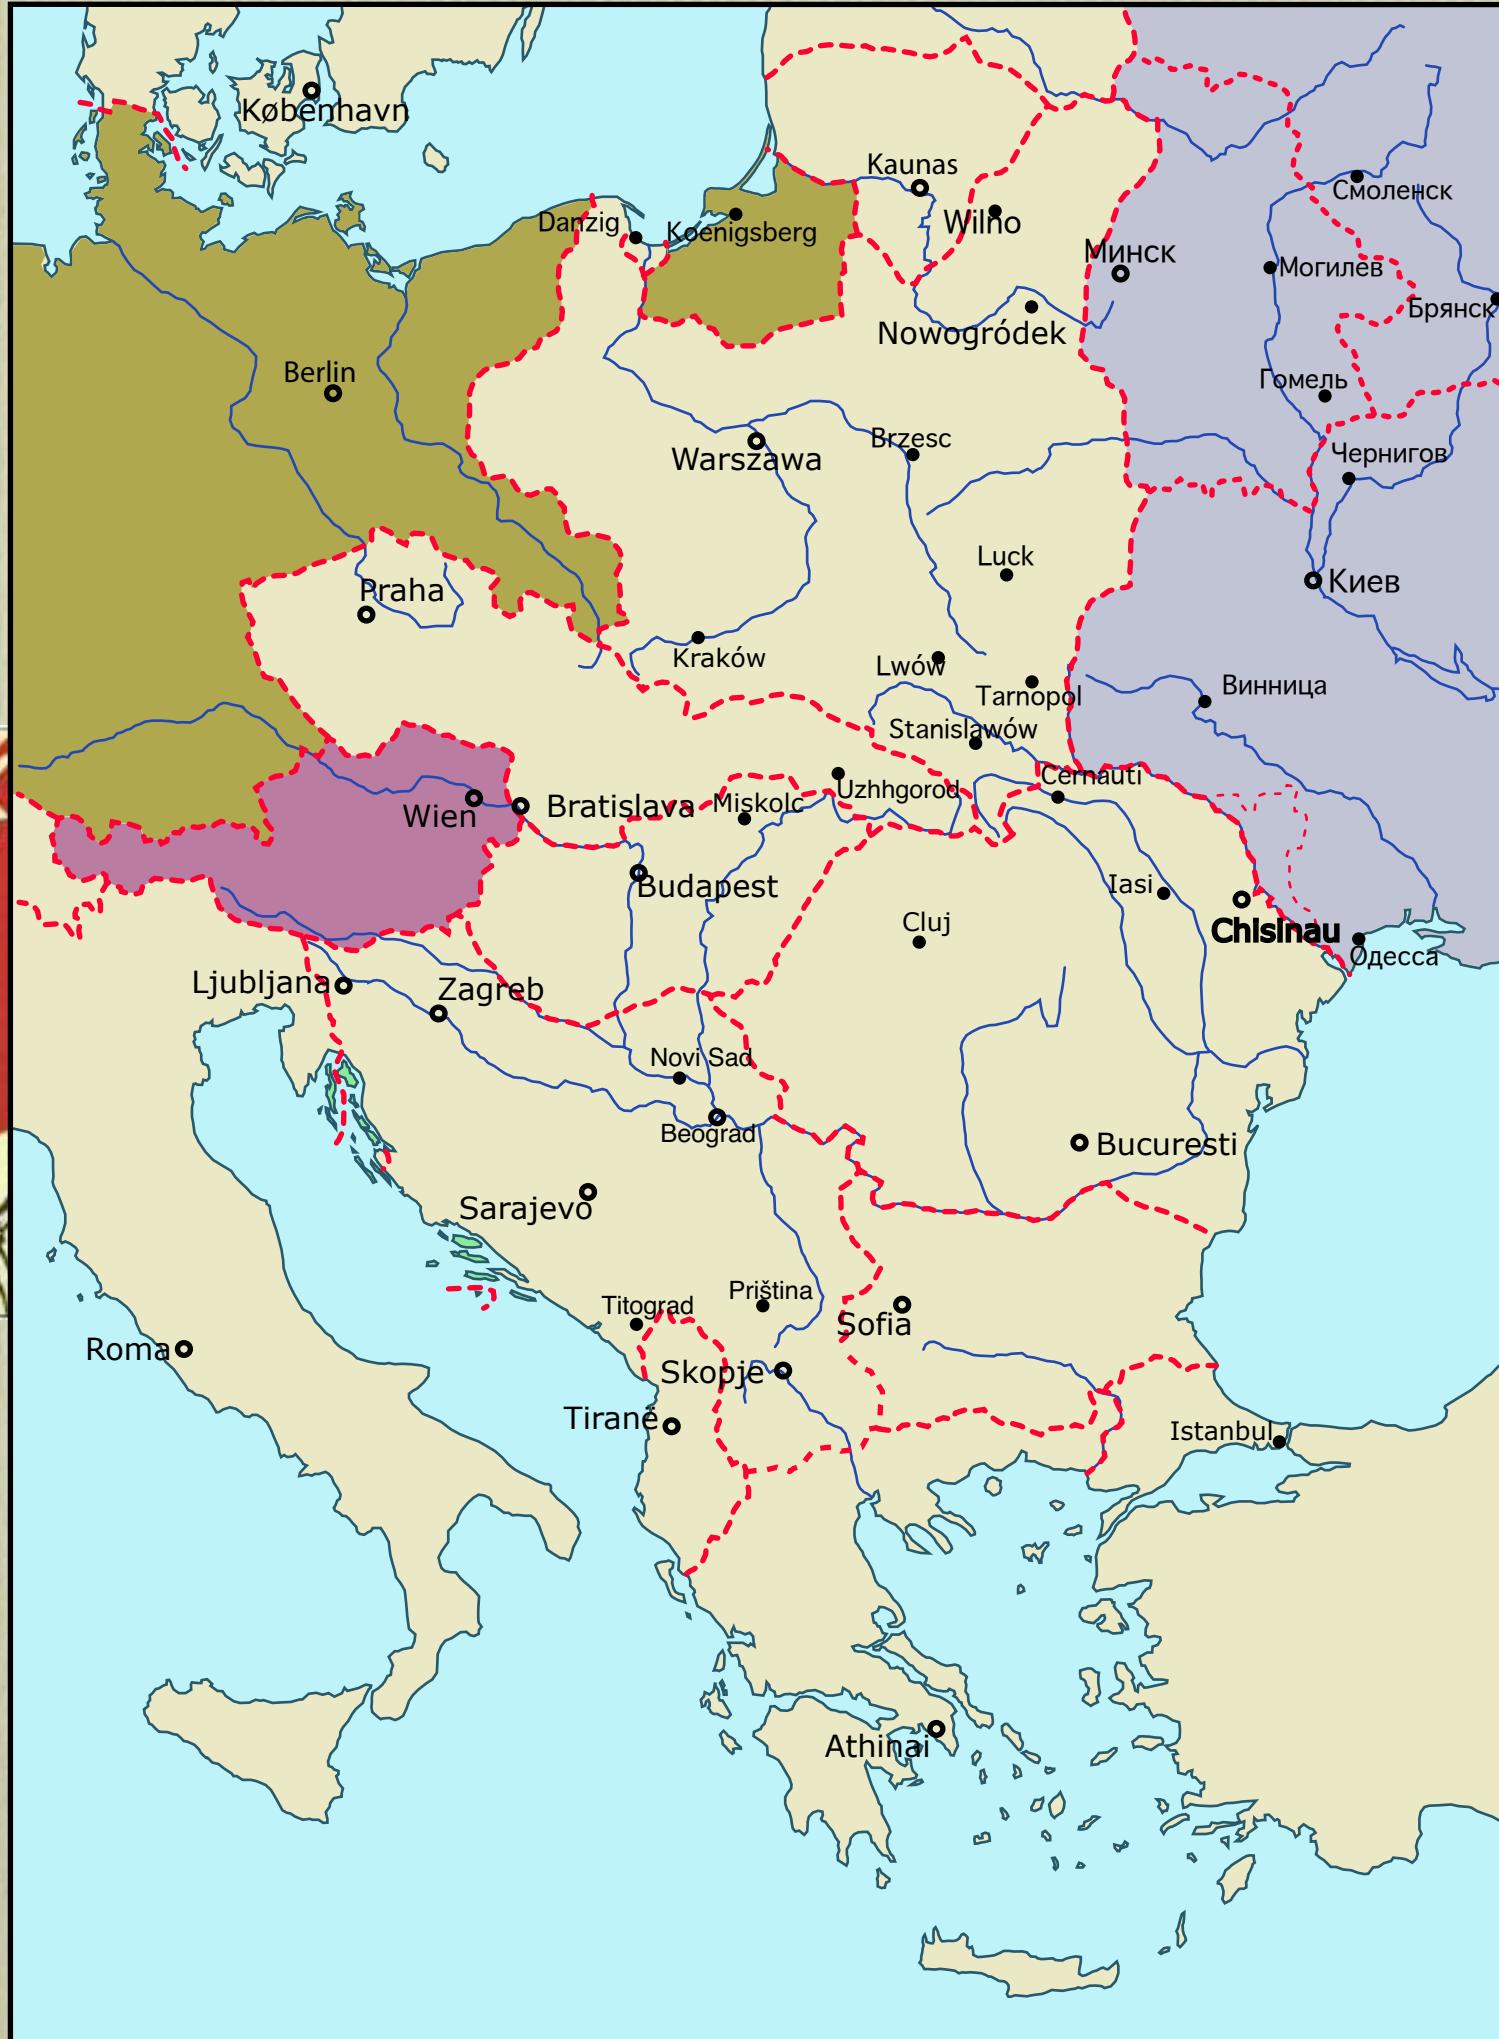 København
Kaunas
Смоленск
Danzig
Koenigsberg
Wilno
Минск
Могилев
Брянск
Nowogródek
Berlin
Гомель
Warszawa
Brzesc
Чернигов
Luck
Киев
Praha
Kraków
Lwów
Tarnopol
Винница
Stanislawów
Cernauti
Uzhhgorod
Wien
Bratislava
Miskolc
Budapest
Iasi
Cluj
Chisinau
Одесса
Ljubljana
Zagreb
Novi Sad
Beograd
Bucuresti
Sarajevo
Priština
Titograd
Sofia
Roma
Skopje
Tiranë
Istanbul
Athinai